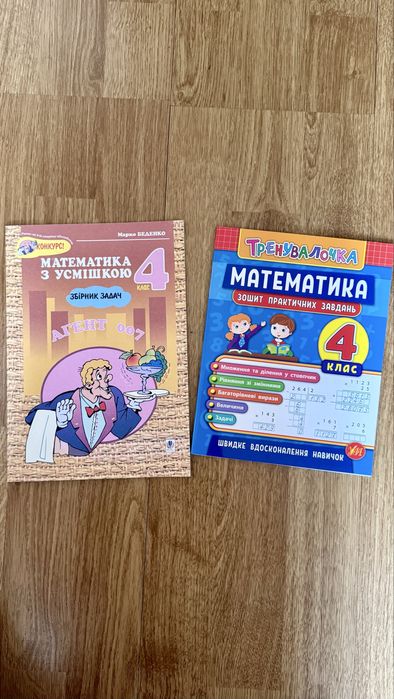 Марко БЕДЕНКО
КОНКУРС!
МАТЕМАТИКА
З УСМІШКОЮ
4
КЛАС
ЗБІРНИК ЗАДАЧ
АГЕНТ 007
ТРЕНУВАЛОЧКА
МАТЕМАТИКА
ЗОШИТ ПРАКТИЧНИХ ЗАВДАНЬ
4
КЛАС
Множення та ділення у стовпчик
Рівняння зі змінними
Багаторівневі вирази
Величини
Задачі
ШВИДКЕ ВДОСКОНАЛЕННЯ НАВИЧОК